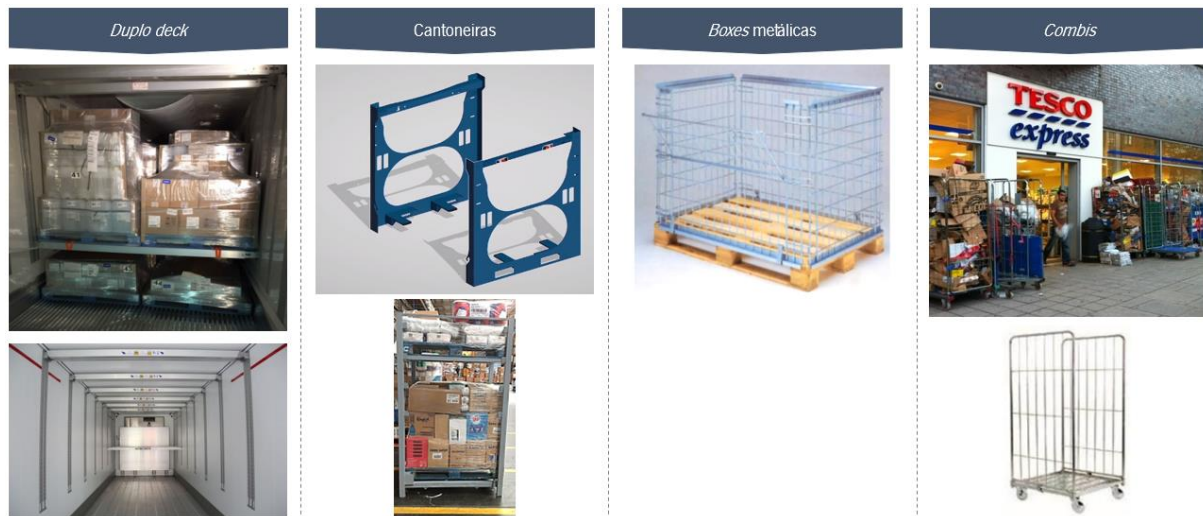 Duplo deck
Cantoneiras
Boxes metálicas
Combis
TESCO
express